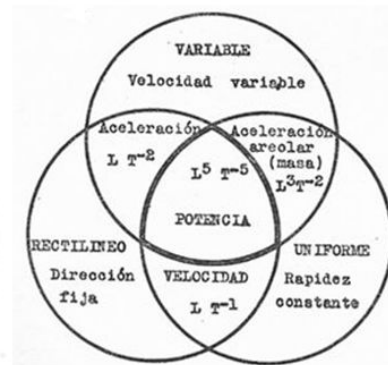 VARIABLE
Velocidad variable
Aceleración
L T⁻²
Aceleración
areolar
(masa)
L³T⁻²
L⁵ T⁻⁵
POTENCIA
RECTILINEO
Dirección
fija
VELOCIDAD
L T⁻¹
UNIFORME
Rapidez
constante